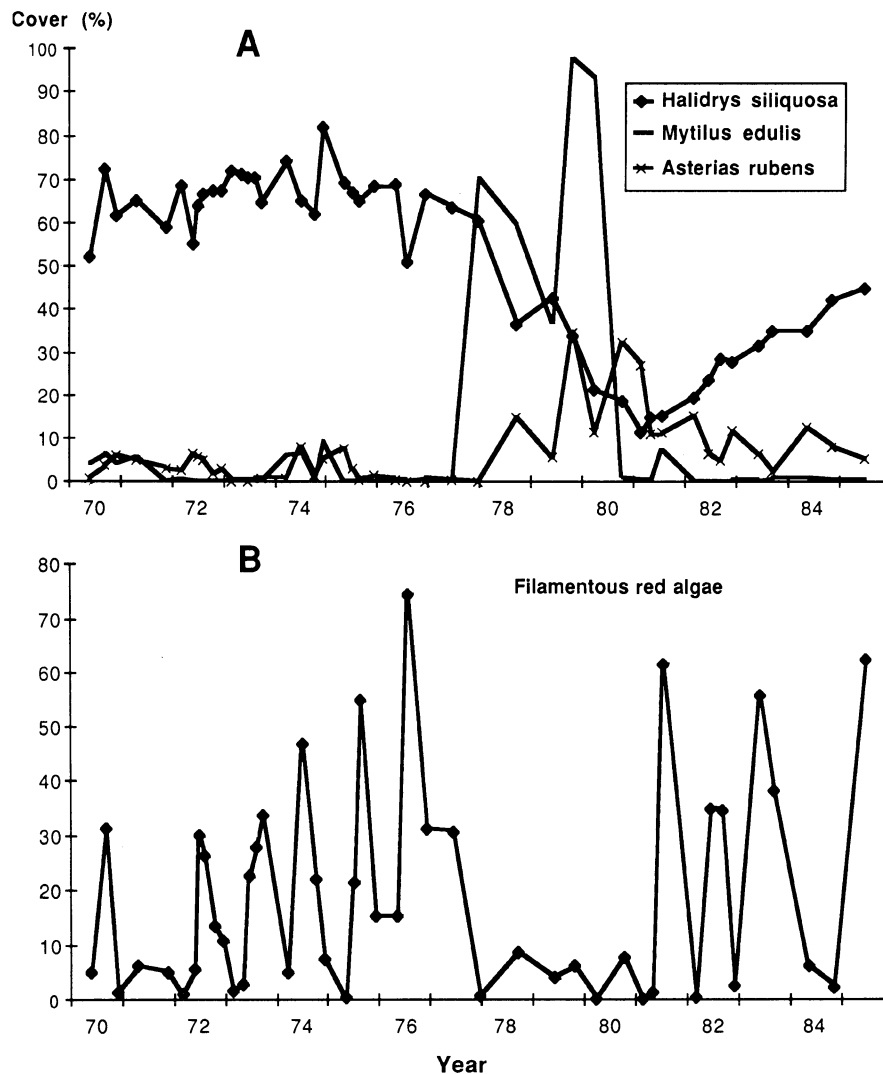 Cover (%)
A
100
90
80
70
60
50
40
30
20
10
0
Halidrys siliquosa
Mytilus edulis
Asterias rubens
70 72 74 76 78 80 82 84
B
Filamentous red algae
80
70
60
50
40
30
20
10
0
70 72 74 76 78 80 82 84
Year